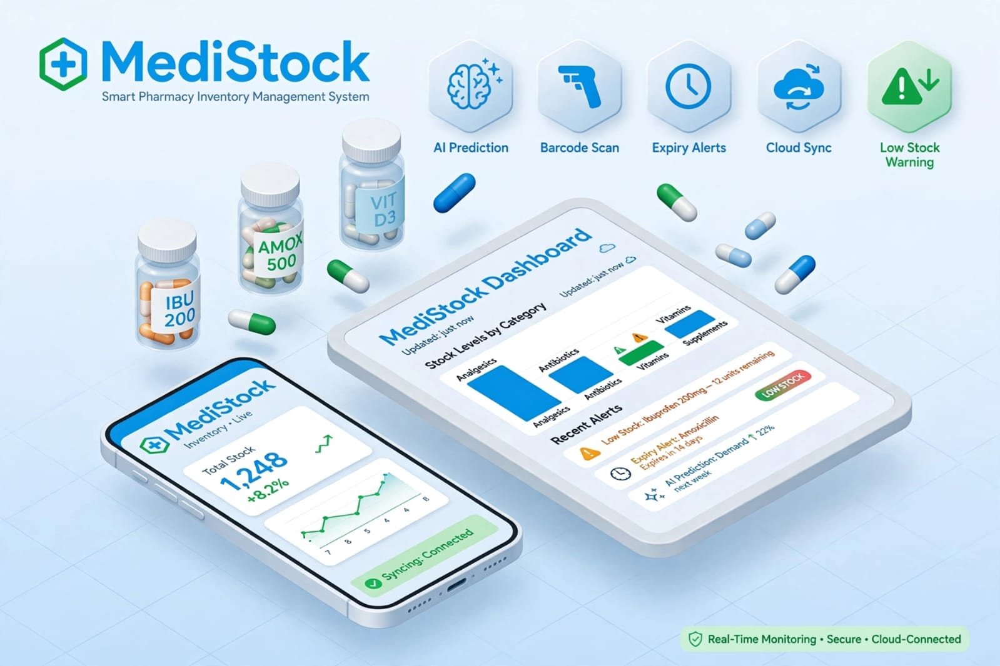 MediStock
Smart Pharmacy Inventory Management System
AI Prediction
Barcode Scan
Expiry Alerts
Cloud Sync
Low Stock
Warning
VIT
D3
AMOX
500
IBU
200
MediStock Dashboard
Updated: just now
Updated: just now
Stock Levels by Category
Analgesics
Antibiotics
Vitamins
Analgesics
Antibiotics
Vitamins
Supplements
Recent Alerts
Low Stock: Ibuprofen 200mg — 12 units remaining
LOW STOCK
Expiry Alert: Amoxicillin
Expires in 14 days
AI Prediction: Demand ↑ 22%
next week
MediStock
Inventory • Live
Total Stock
1,248
+8.2%
7 8 5 4 4 8
Syncing: Connected
Real-Time Monitoring • Secure • Cloud-Connected